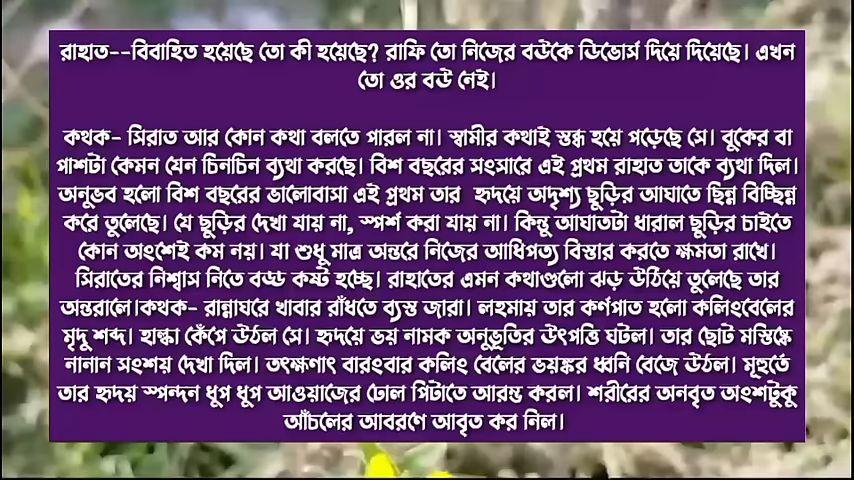 রাহাত--বিবাহিত হয়েছে তো কী হয়েছে? রাফি তো নিজের বউকে ডিভোর্স দিয়ে দিয়েছে। এখন
তো ওর বউ নেই।
কথক- সিরাত আর কোন কথা বলতে পারল না। স্বামীর কথাই স্তব্ধ হয়ে পড়েছে সে। বুকের বা
পাশটা কেমন যেন চিনচিন ব্যথা করছে। বিশ বছরের সংসারে এই প্রথম রাহাত তাকে ব্যথা দিল।
অনুভব হলো বিশ বছরের ভালোবাসা এই প্রথম তার হৃদয়ে অদৃশ্য ছুড়ির আঘাতে ছিন্ন বিচ্ছিন্ন
করে তুলেছে। যে ছুড়ির দেখা যায় না, স্পর্শ করা যায় না। কিন্তু আঘাতটা ধারাল ছুড়ির চাইতে
কোন অংশেই কম নয়। যা শুধু মাত্র অন্তরে নিজের আধিপত্য বিস্তার করতে ক্ষমতা রাখে।
সিরাতের নিশ্বাস নিতে বড্ড কষ্ট হচ্ছে। রাহাতের এমন কথাগুলো ঝড় উঠিয়ে তুলেছে তার
অন্তরালে।কথক- রান্নাঘরে খাবার রাঁধতে ব্যস্ত জারা। লহমায় তার কর্ণপাত হলো কলিংবেলের
মৃদু শব্দ। হাল্কা কেঁপে উঠল সে। হৃদয়ে ভয় নামক অনুভূতির উৎপত্তি ঘটল। তার ছোট মস্তিষ্কে
নানান সংশয় দেখা দিল। তৎক্ষণাৎ বারংবার কলিং বেলের ভয়ঙ্কর ধ্বনি বেজে উঠল। মূহুর্তে
তার হৃদয় স্পন্দন ধুপ ধুপ আওয়াজের ঢোল পিটাতে আরম্ভ করল। শরীরের অনবৃত অংশটুকু
আঁচলের আবরণে আবৃত কর নিল।